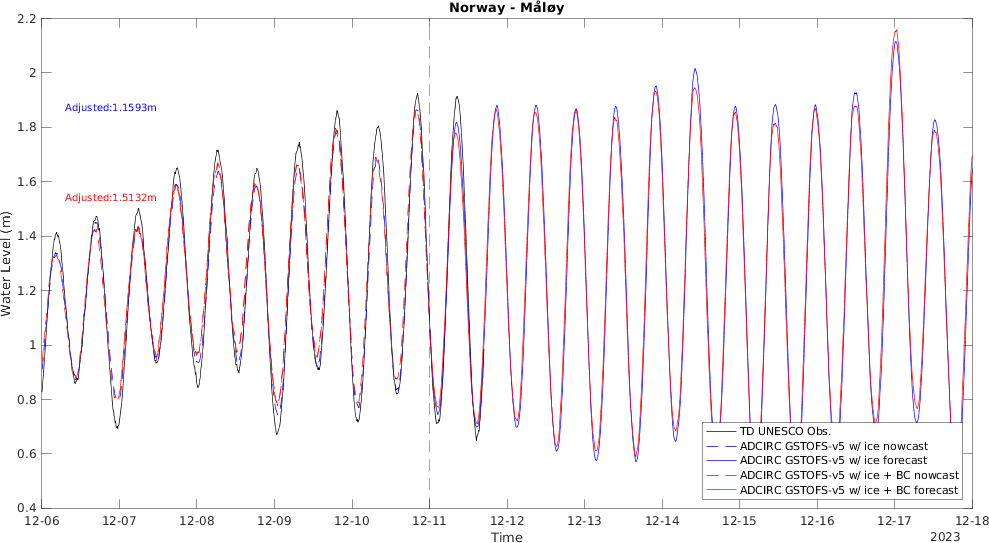 Norway - Måløy
2.2
2
1.8
1.6
1.4
1.2
1
0.8
0.6
0.4
Water Level (m)
Adjusted:1.1593m
Adjusted:1.5132m
TD UNESCO Obs.
ADCIRC GSTOFS-v5 w/ ice nowcast
ADCIRC GSTOFS-v5 w/ ice forecast
ADCIRC GSTOFS-v5 w/ ice + BC nowcast
ADCIRC GSTOFS-v5 w/ ice + BC forecast
12-06 12-07 12-08 12-09 12-10 12-11 12-12 12-13 12-14 12-15 12-16 12-17 12-18
Time
2023